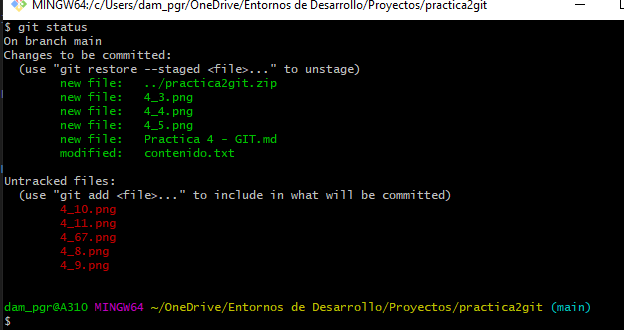 MINGW64:/c/Users/dam_pgr/OneDrive/Entornos de Desarrollo/Proyectos/practica2git
$ git status
On branch main
Changes to be committed:
  (use "git restore --staged <file>..." to unstage)
        new file:   ../practica2git.zip
        new file:   4_3.png
        new file:   4_4.png
        new file:   4_5.png
        new file:   Practica 4 - GIT.md
        modified:   contenido.txt

Untracked files:
  (use "git add <file>..." to include in what will be committed)
        4_10.png
        4_11.png
        4_67.png
        4_8.png
        4_9.png

dam_pgr@A310 MINGW64 ~/OneDrive/Entornos de Desarrollo/Proyectos/practica2git (main)
$